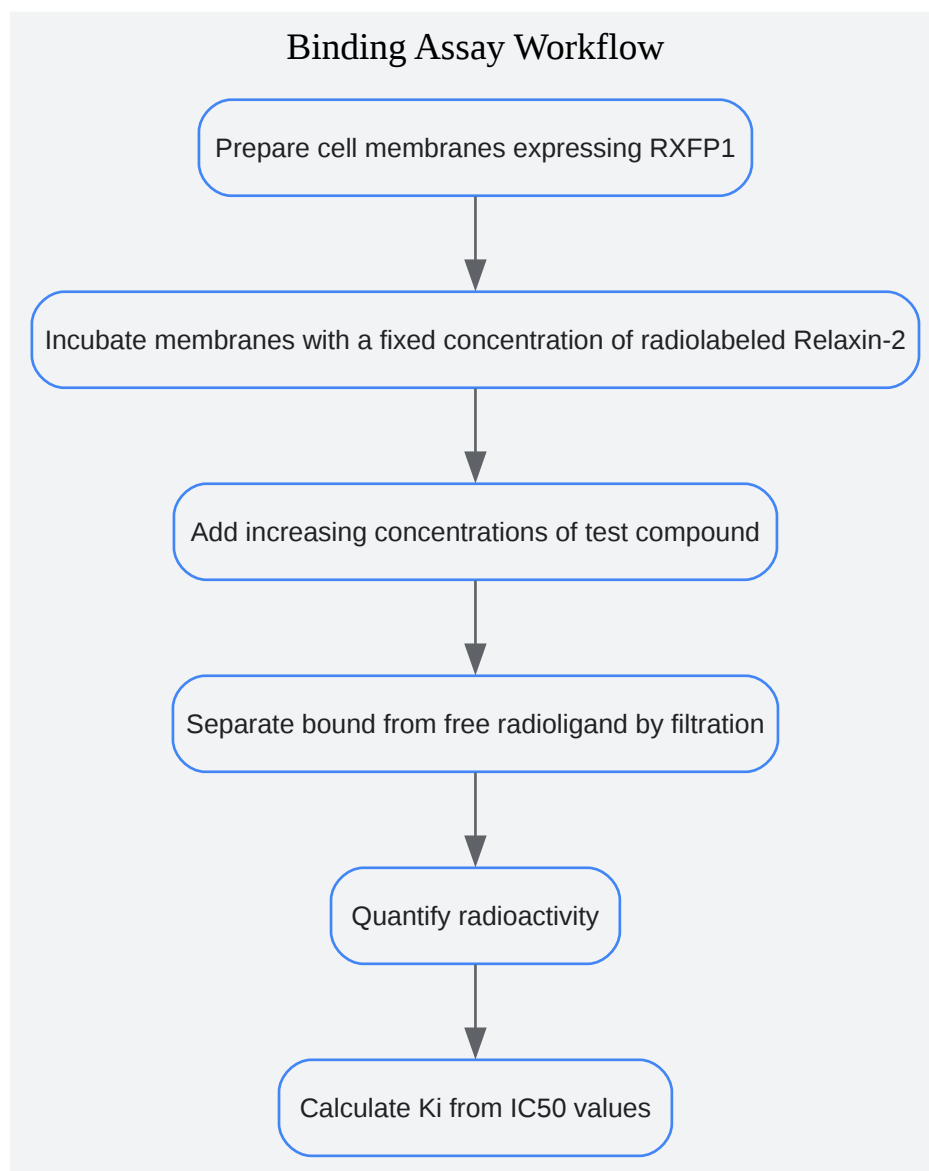 Binding Assay Workflow
Prepare cell membranes expressing RXFP1
Incubate membranes with a fixed concentration of radiolabeled Relaxin-2
Add increasing concentrations of test compound
Separate bound from free radioligand by filtration
Quantify radioactivity
Calculate Ki from IC50 values